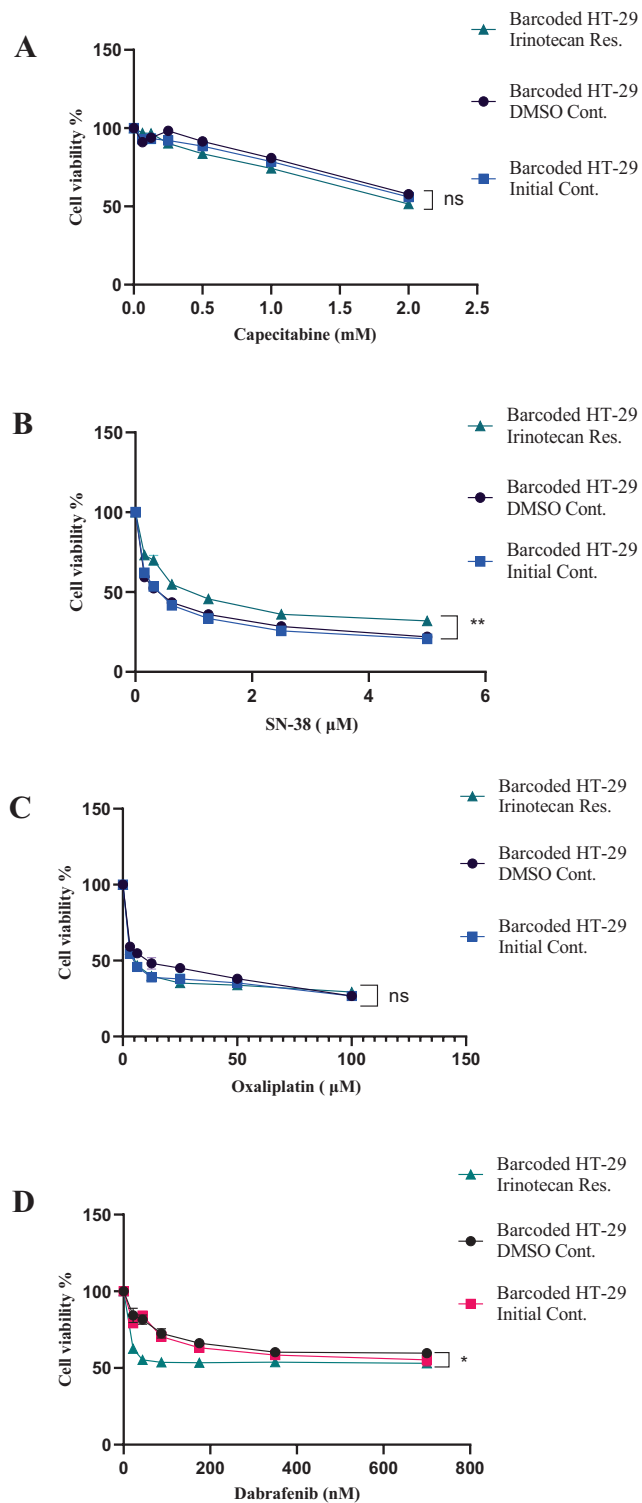 A
Barcoded HT-29
Irinotecan Res.
Barcoded HT-29
DMSO Cont.
Barcoded HT-29
Initial Cont.
Cell viability %
150
100
50
0
ns
0.0 0.5 1.0 1.5 2.0 2.5
Capecitabine (mM)
B
Barcoded HT-29
Irinotecan Res.
Barcoded HT-29
DMSO Cont.
Barcoded HT-29
Initial Cont.
Cell viability %
150
100
50
0
**
0 2 4 6
SN-38 ( µM)
C
Barcoded HT-29
Irinotecan Res.
Barcoded HT-29
DMSO Cont.
Barcoded HT-29
Initial Cont.
Cell viability %
150
100
50
0
ns
0 50 100 150
Oxaliplatin ( µM)
D
Barcoded HT-29
Irinotecan Res.
Barcoded HT-29
DMSO Cont.
Barcoded HT-29
Initial Cont.
Cell viability %
150
100
50
0
*
0 200 400 600 800
Dabrafenib (nM)